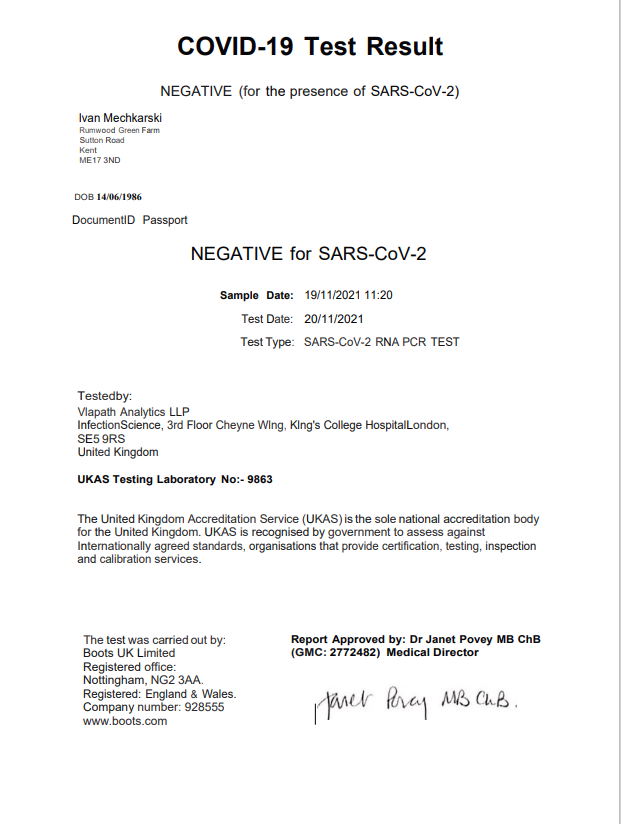 COVID-19 Test Result
NEGATIVE (for the presence of SARS-CoV-2)
Ivan Mechkarski
Rumwood Green Farm
Sutton Road
Kent
ME17 3ND
DOB 14/06/1986
DocumentID Passport
NEGATIVE for SARS-CoV-2
Sample Date: 19/11/2021 11:20
Test Date: 20/11/2021
Test Type: SARS-CoV-2 RNA PCR TEST
Testedby:
Vlapath Analytics LLP
InfectionScience, 3rd Floor Cheyne Wlng, Klng's College HospitalLondon,
SE5 9RS
United Kingdom
UKAS Testing Laboratory No:- 9863
The United Kingdom Accreditation Service (UKAS) is the sole national accreditation body
for the United Kingdom. UKAS is recognised by government to assess against
Internationally agreed standards, organisations that provide certification, testing, inspection
and calibration services.
The test was carried out by:
Boots UK Limited
Registered office:
Nottingham, NG2 3AA.
Registered: England & Wales.
Company number: 928555
www.boots.com
Report Approved by: Dr Janet Povey MB ChB
(GMC: 2772482) Medical Director
Janet Povey MB ChB.